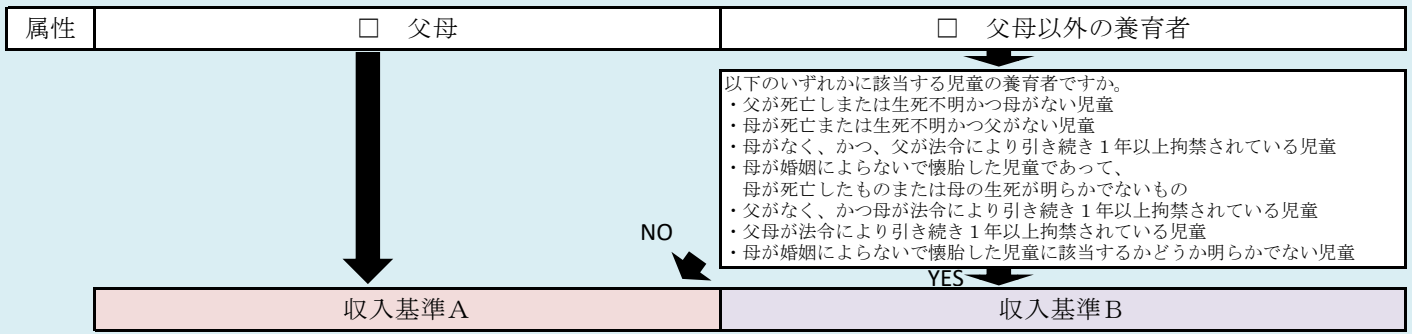 属性
□ 父母
□ 父母以外の養育者
以下のいずれかに該当する児童の養育者ですか。
・父が死亡しまたは生死不明かつ母がない児童
・母が死亡または生死不明かつ父がない児童
・母がなく、かつ、父が法令により引き続き１年以上拘禁されている児童
・母が婚姻によらないで懐胎した児童であって、
母が死亡したものまたは母の生死が明らかでないもの
・父がなく、かつ母が法令により引き続き１年以上拘禁されている児童
・父母が法令により引き続き１年以上拘禁されている児童
・母が婚姻によらないで懐胎した児童に該当するかどうか明らかでない児童
NO
YES
収入基準Ａ
収入基準Ｂ